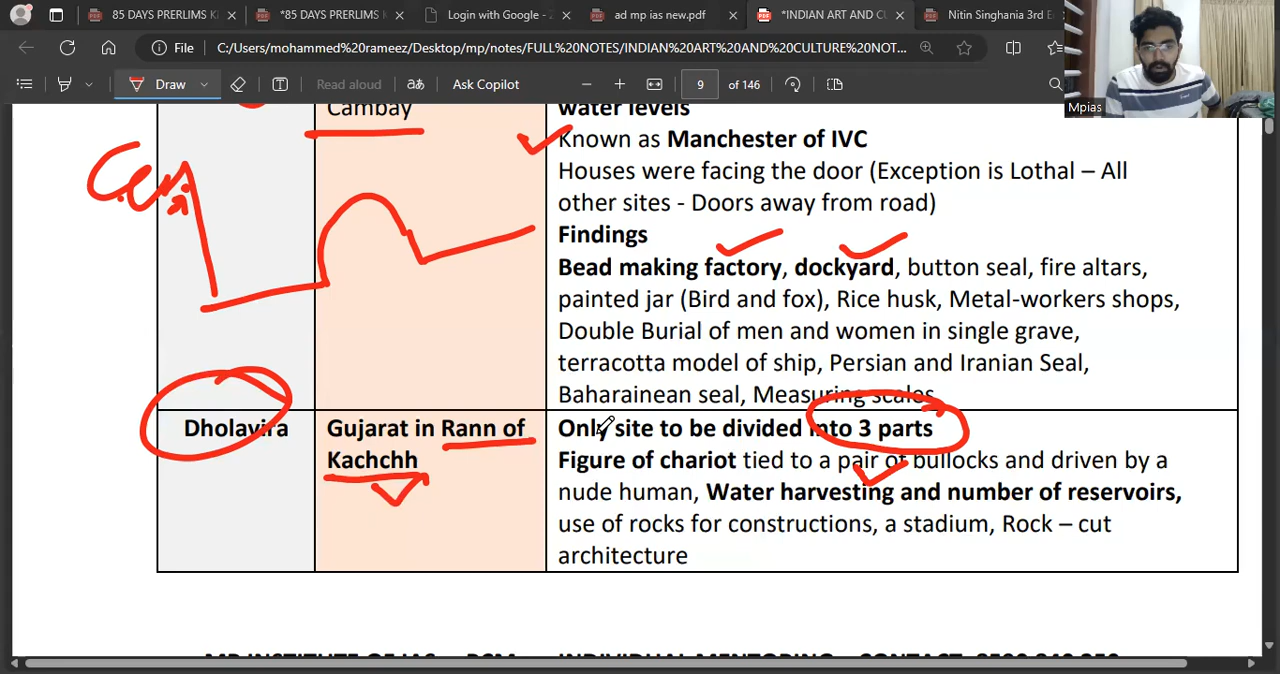 85 DAYS PRERLIMS K
*85 DAYS PRERLIMS K
Login with Google - 2
ad mp ias new.pdf
*INDIAN ART AND CU
Nitin Singhania 3rd E
File C:/Users/mohammed%20rameez/Desktop/mp/notes/FULL%20NOTES/INDIAN%20ART%20AND%20CULTURE%20NOT...
Draw Read aloud aあ Ask Copilot 9 of 146
Mpias
Cambay
water levels
Known as Manchester of IVC
Houses were facing the door (Exception is Lothal – All
other sites - Doors away from road)
Findings
Bead making factory, dockyard, button seal, fire altars,
painted jar (Bird and fox), Rice husk, Metal-workers shops,
Double Burial of men and women in single grave,
terracotta model of ship, Persian and Iranian Seal,
Baharainean seal, Measuring scales
Dholavira
Gujarat in Rann of
Kachchh
Only site to be divided into 3 parts
Figure of chariot tied to a pair of bullocks and driven by a
nude human, Water harvesting and number of reservoirs,
use of rocks for constructions, a stadium, Rock – cut
architecture